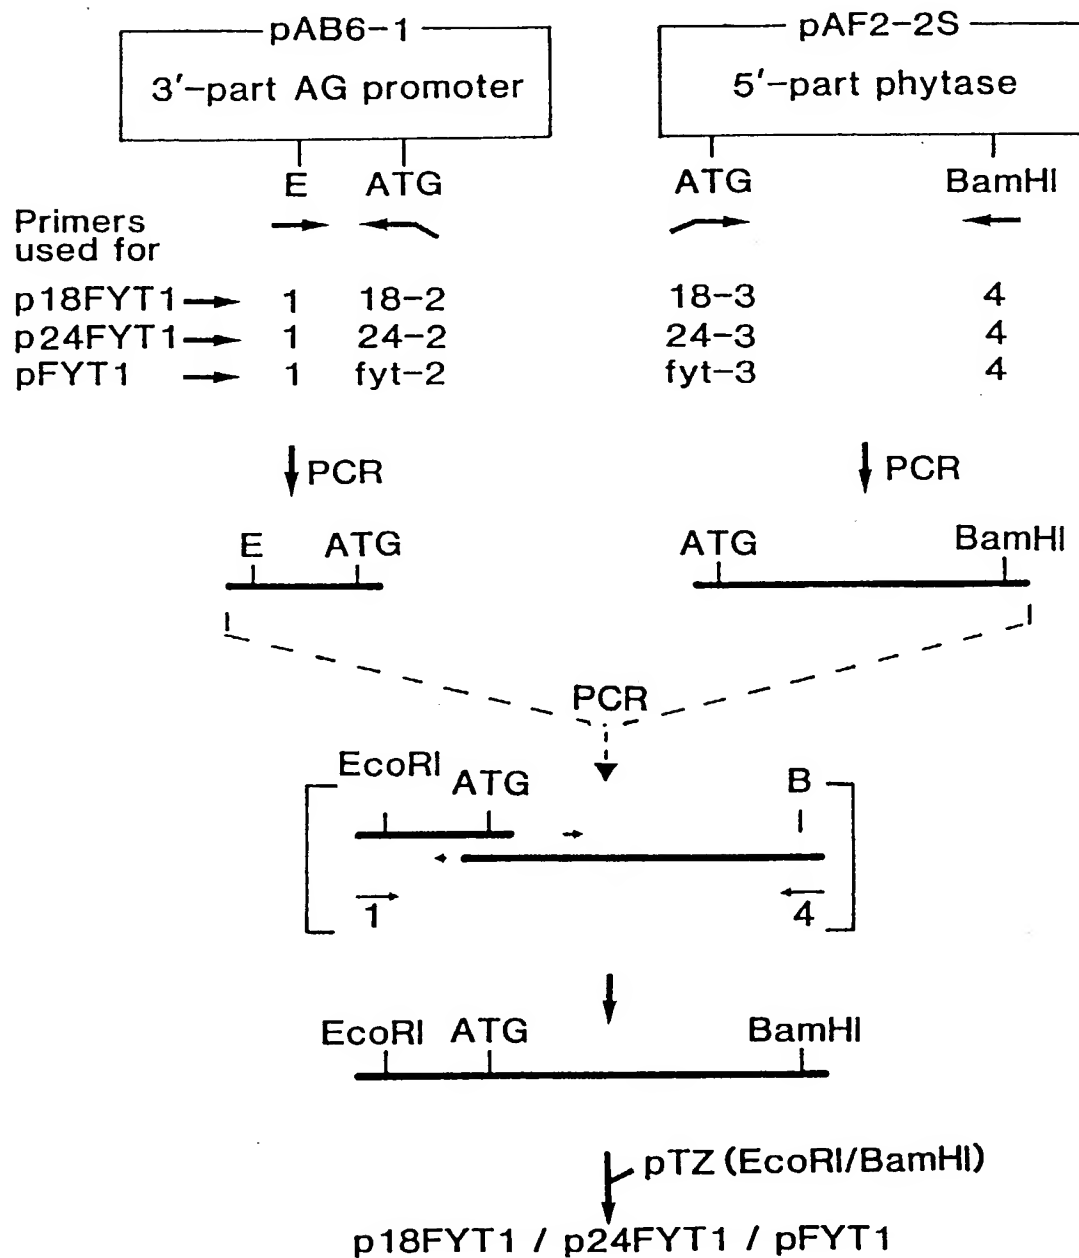 pAB6-1 pAF2-2S
3'-part AG promoter 5'-part phytase
E ATG ATG BamHI
Primers
used for
p18FYT1 1 18-2 18-3 4
p24FYT1 1 24-2 24-3 4
pFYT1 1 fyt-2 fyt-3 4
PCR PCR
E ATG ATG BamHI
PCR
EcoRI ATG B
1 4
EcoRI ATG BamHI
pTZ (EcoRI/BamHI)
p18FYT1 / p24FYT1 / pFYT1